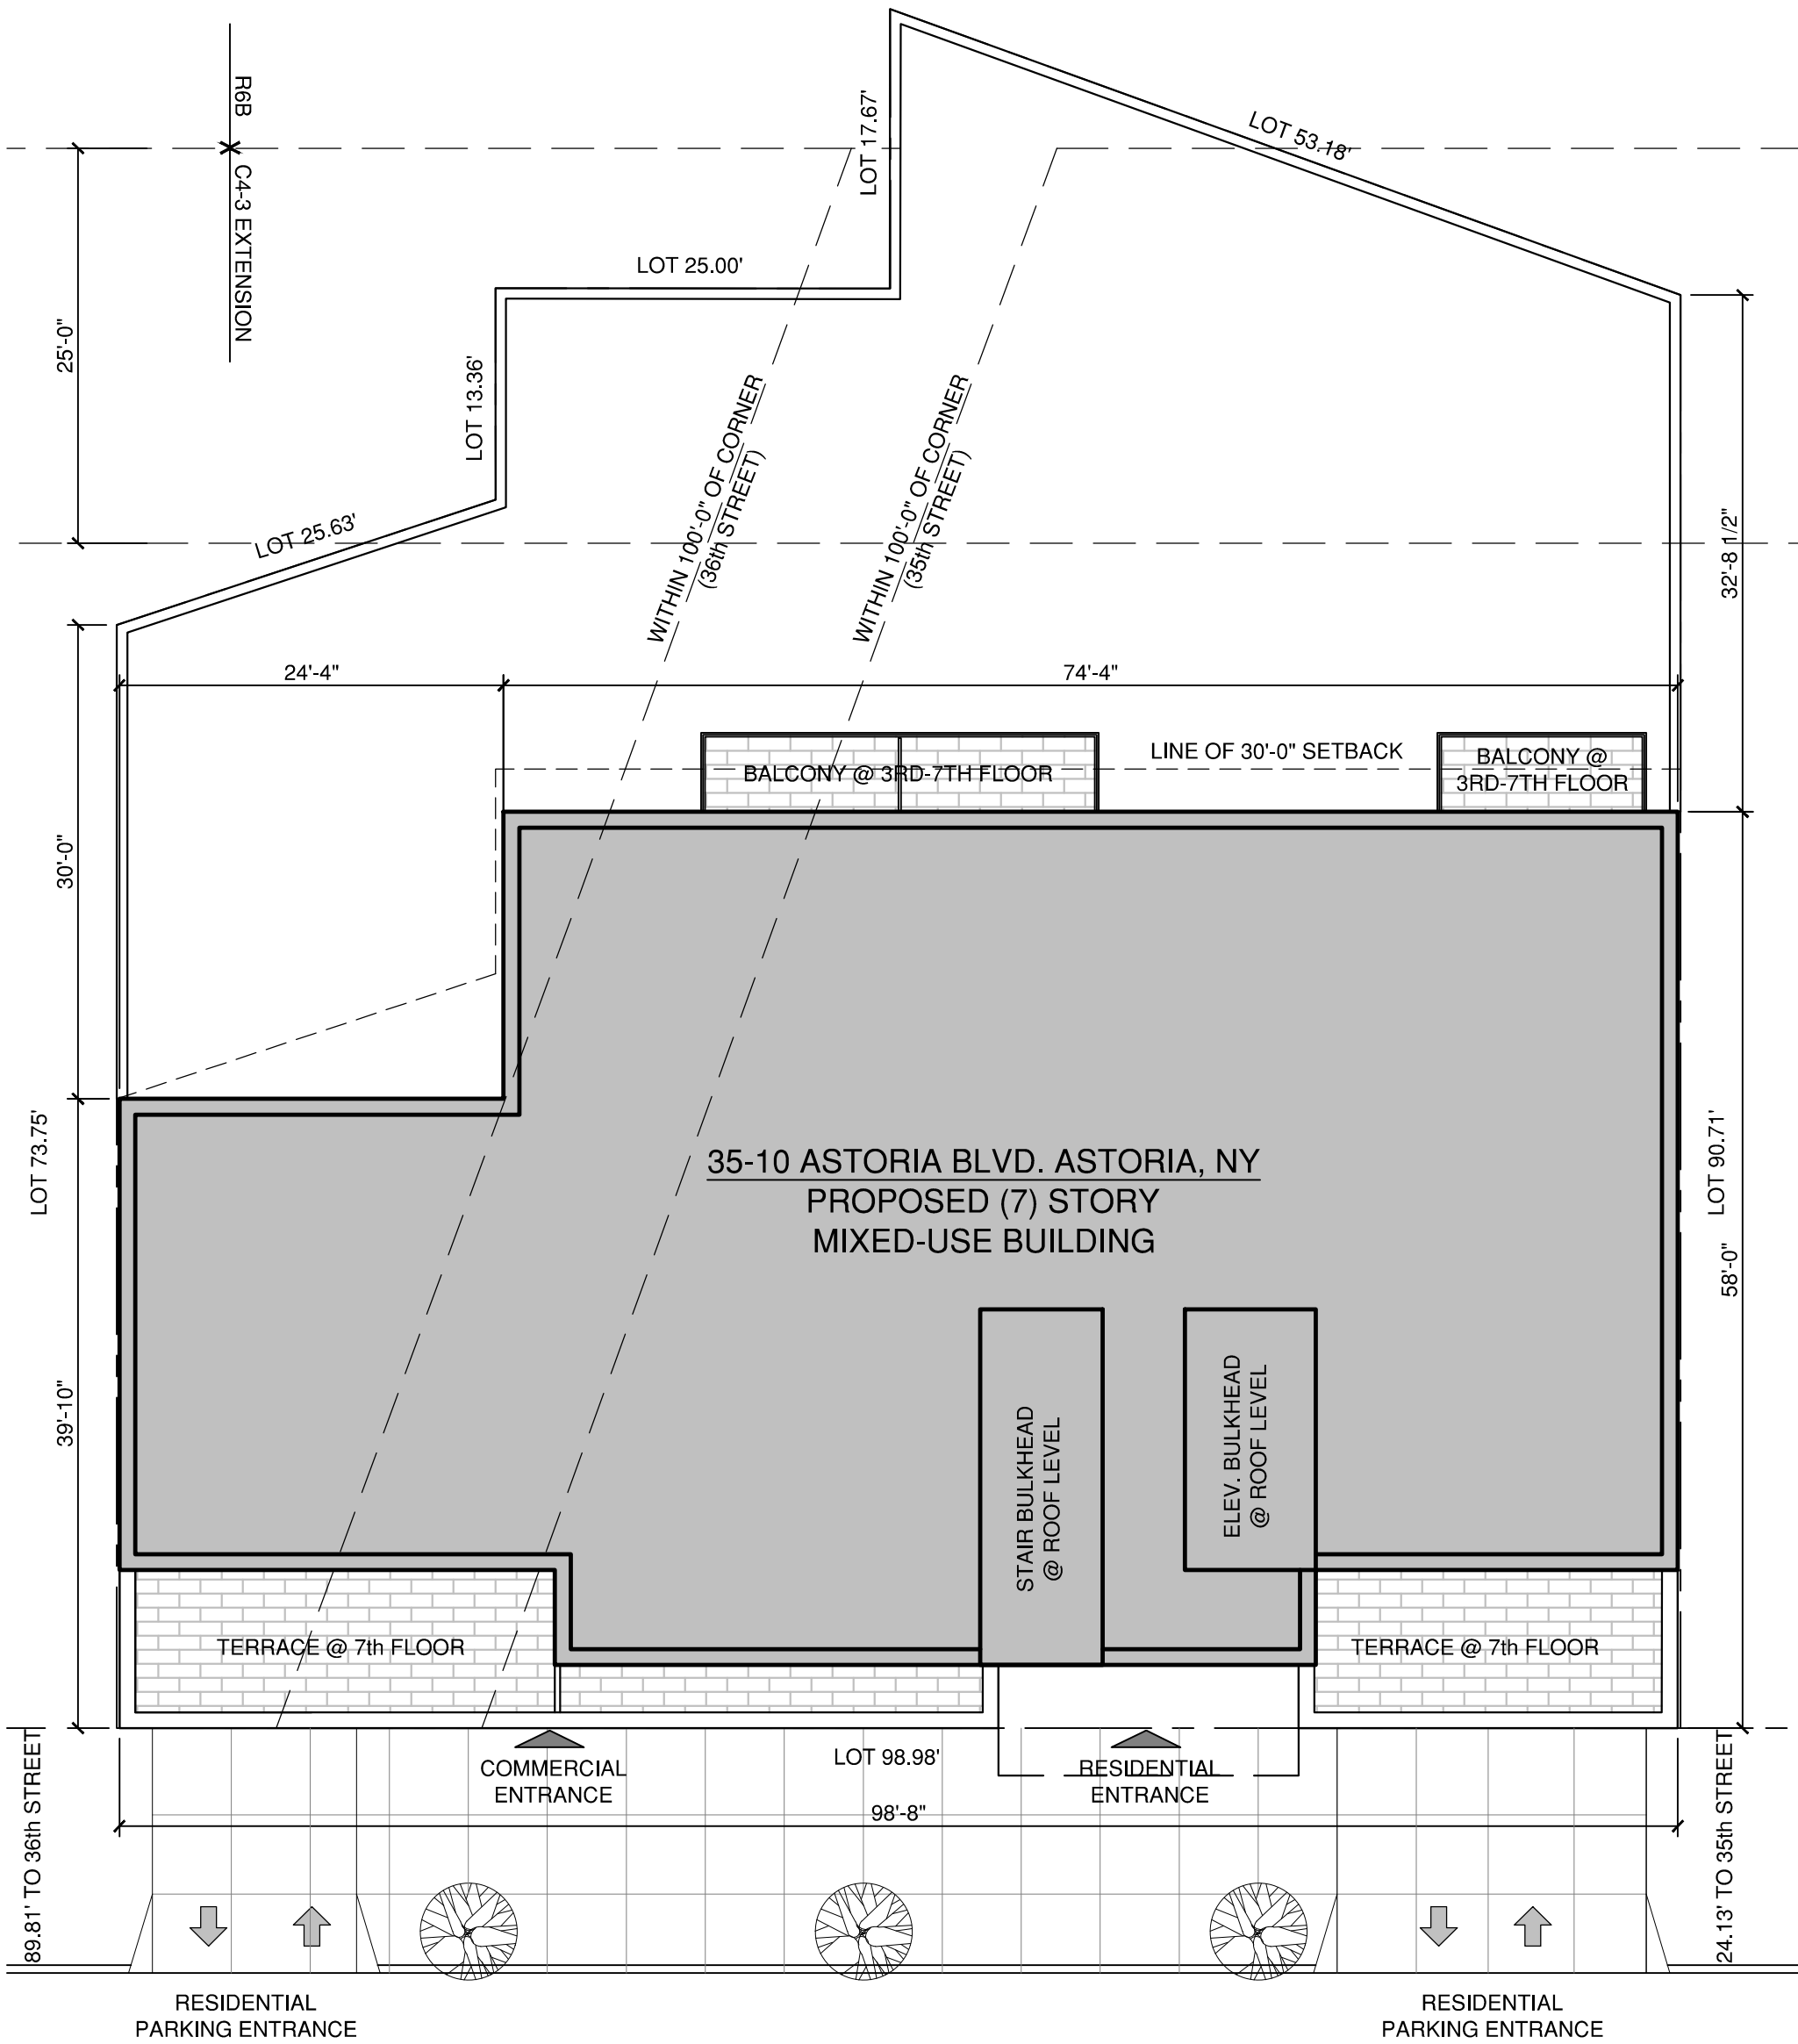 R6B
C4-3 EXTENSION
25'-0"
LOT 17.67'
LOT 53.18'
LOT 25.00'
LOT 13.36'
LOT 25.63'
WITHIN 100'-0" OF CORNER
(36th STREET)
WITHIN 100'-0" OF CORNER
(35th STREET)
32'-8 1/2"
24'-4"
74'-4"
LINE OF 30'-0" SETBACK
BALCONY @ 3RD-7TH FLOOR
BALCONY @
3RD-7TH FLOOR
30'-0"
LOT 73.75'
39'-10"
35-10 ASTORIA BLVD. ASTORIA, NY
PROPOSED (7) STORY
MIXED-USE BUILDING
LOT 90.71'
58'-0"
STAIR BULKHEAD
@ ROOF LEVEL
ELEV. BULKHEAD
@ ROOF LEVEL
TERRACE @ 7th FLOOR
TERRACE @ 7th FLOOR
COMMERCIAL
ENTRANCE
LOT 98.98'
RESIDENTIAL
ENTRANCE
98'-8"
89.81' TO 36th STREET
24.13' TO 35th STREET
RESIDENTIAL
PARKING ENTRANCE
RESIDENTIAL
PARKING ENTRANCE